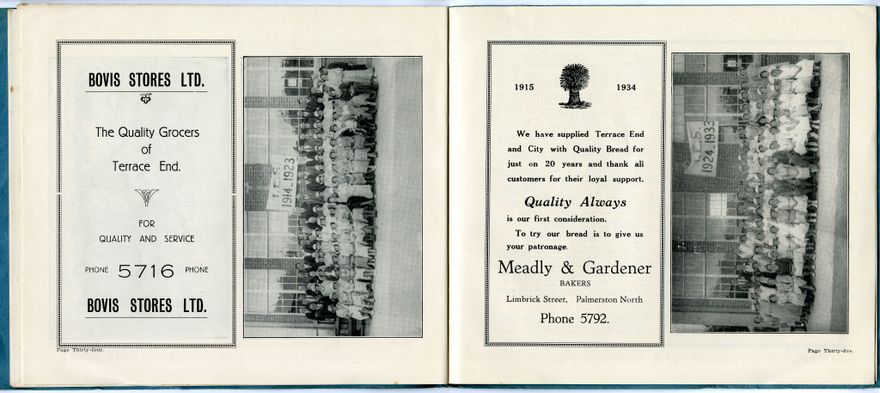 BOVIS STORES LTD.
The Quality Grocers
of
Terrace End.
FOR
QUALITY AND SERVICE
PHONE 5716 PHONE
BOVIS STORES LTD.
T.E.S.
1914-1923
Page Thirty-four.
1915 1934
We have supplied Terrace End
and City with Quality Bread for
just on 20 years and thank all
customers for their loyal support.
Quality Always
is our first consideration.
To try our bread is to give us
your patronage.
Meadly & Gardener
BAKERS
Limbrick Street, Palmerston North
Phone 5792.
T.E.S.
1924-1933
Page Thirty-five.